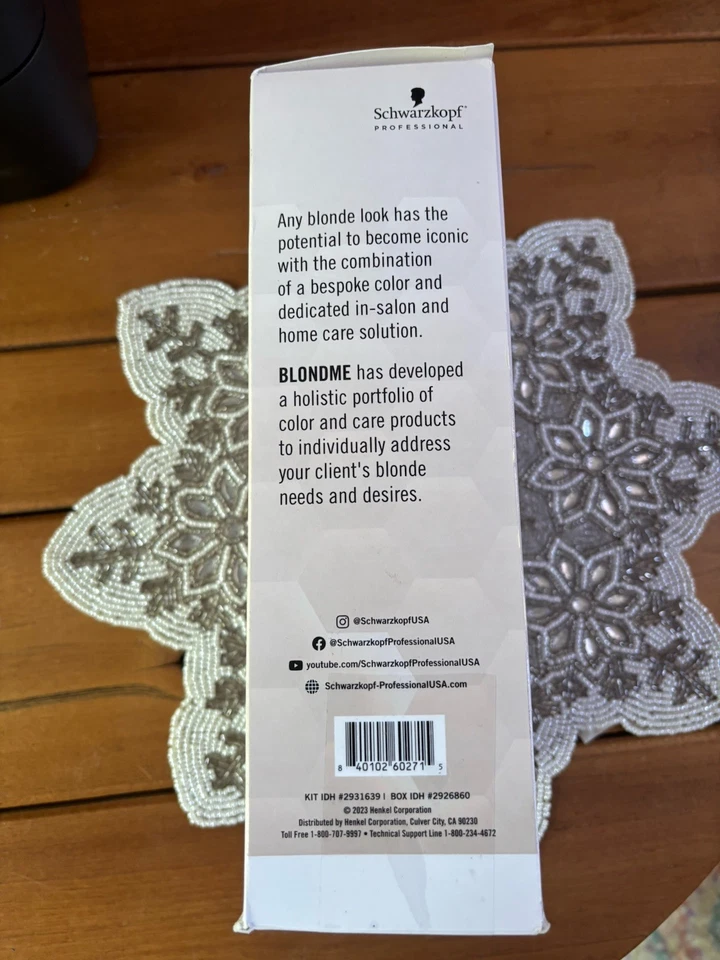 Schwarzkopf
PROFESSIONAL
Any blonde look has the
potential to become iconic
with the combination
of a bespoke color and
dedicated in-salon and
home care solution.
BLONDME has developed
a holistic portfolio of
color and care products
to individually address
your client's blonde
needs and desires.
@SchwarzkopfUSA
@SchwarzkopfProfessionalUSA
youtube.com/SchwarzkopfProfessionalUSA
Schwarzkopf-ProfessionalUSA.com
8 40102 60271 5
KIT IDH #2931639 | BOX IDH #2926860
© 2023 Henkel Corporation
Distributed by Henkel Corporation, Culver City, CA 90230
Toll Free 1-800-707-9997 • Technical Support Line 1-800-234-4672